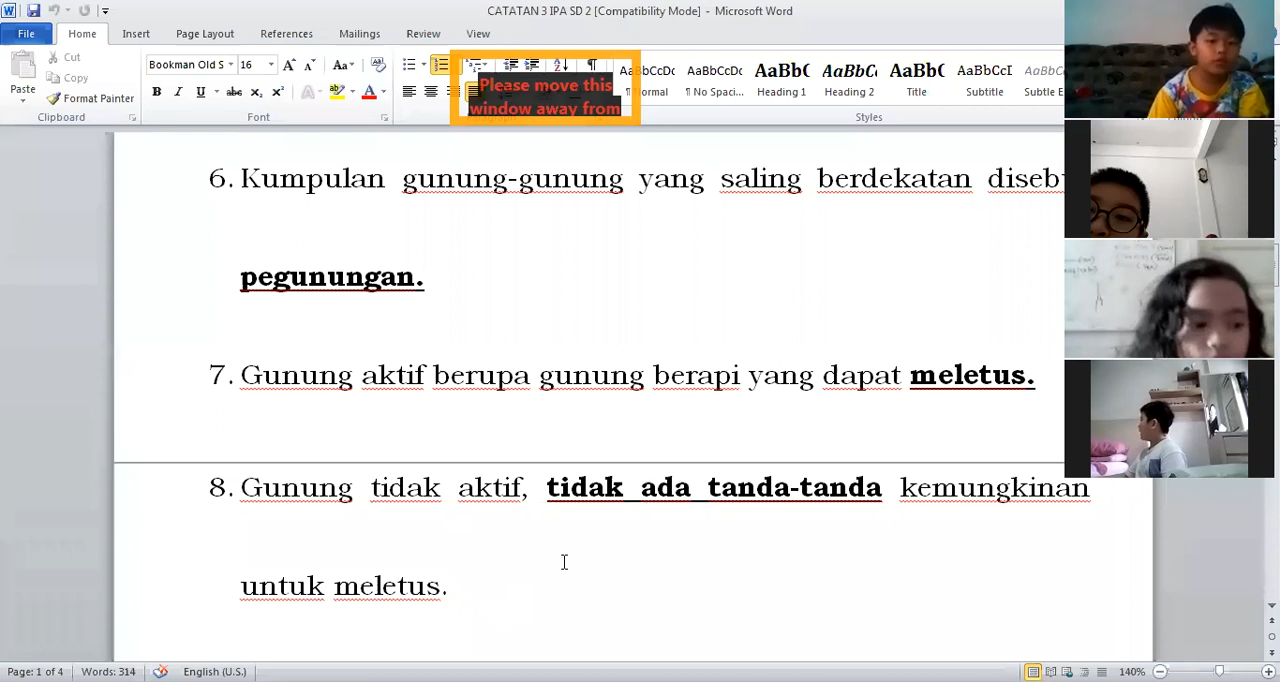 CATATAN 3 IPA SD 2 [Compatibility Mode] - Microsoft Word
File Home Insert Page Layout References Mailings Review View
Paste
Cut
Copy
Format Painter
Clipboard
Bookman Old S 16
Font
Please move this
window away from
AaBbCcDc AaBbCcDc AaBbC AaBbCc AaBbC AaBbCcD
Normal ¶ No Spaci... Heading 1 Heading 2 Title Subtitle Subtle E
Styles
6. Kumpulan gunung-gunung yang saling berdekatan disebu
pegunungan.
7. Gunung aktif berupa gunung berapi yang dapat meletus.
8. Gunung tidak aktif, tidak ada tanda-tanda kemungkinan
untuk meletus.
Page: 1 of 4 Words: 314 English (U.S.) 140%